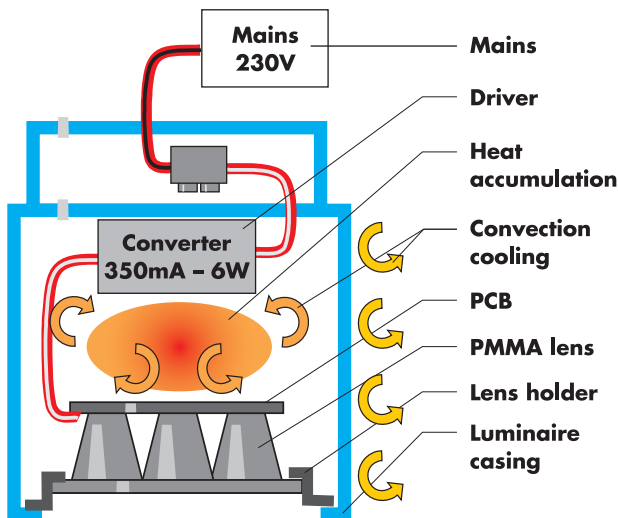 Mains
230V
Mains
Driver
Heat
accumulation
Converter
350mA – 6W
Convection
cooling
PCB
PMMA lens
Lens holder
Luminaire
casing